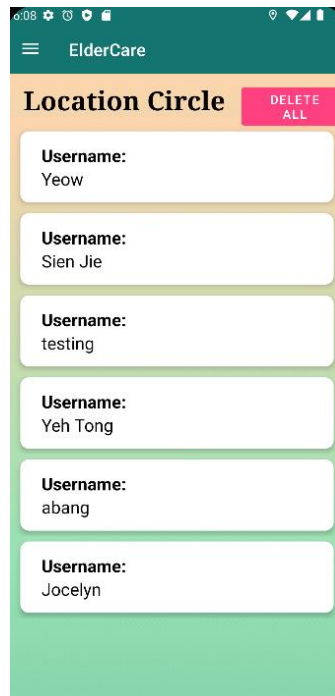 6:08
ElderCare
Location Circle
DELETE
ALL
Username:
Yeow
Username:
Sien Jie
Username:
testing
Username:
Yeh Tong
Username:
abang
Username:
Jocelyn